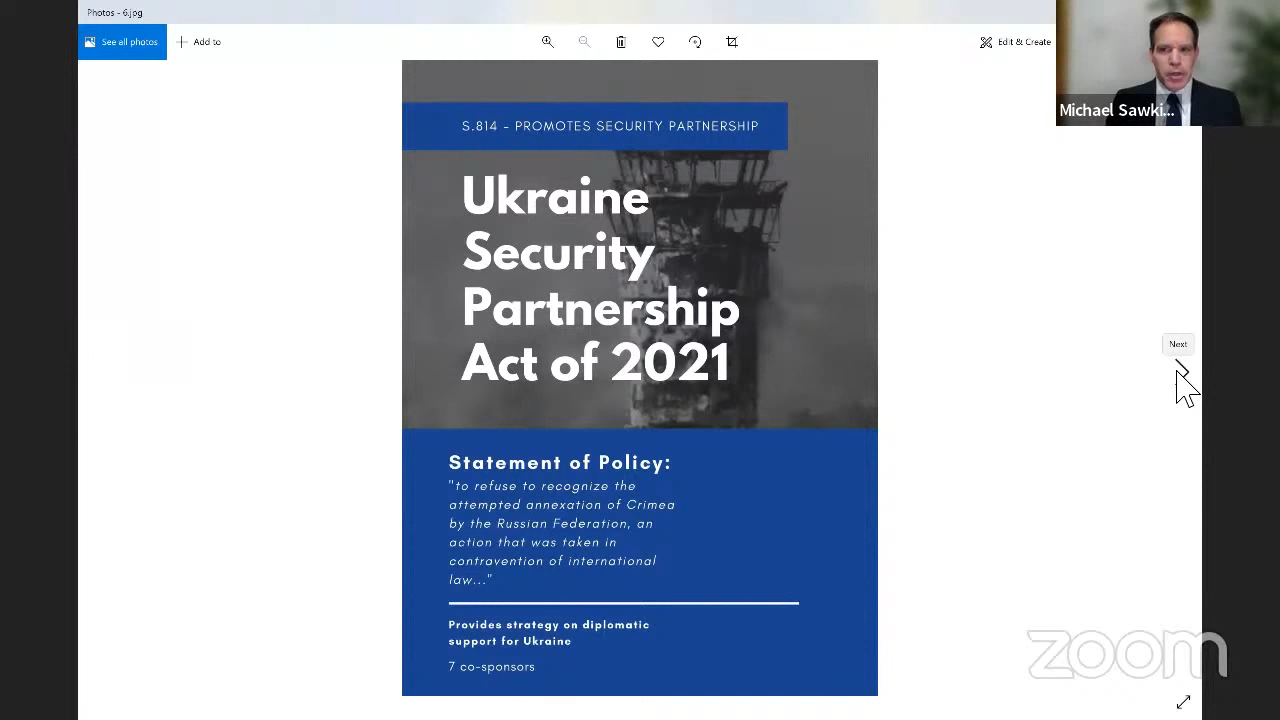 Photos - 6.jpg
See all photos
Add to
Edit & Create
Michael Sawki...
S.814 - PROMOTES SECURITY PARTNERSHIP
Ukraine
Security
Partnership
Act of 2021
Next
Statement of Policy:
"to refuse to recognize the
attempted annexation of Crimea
by the Russian Federation, an
action that was taken in
contravention of international
law..."
Provides strategy on diplomatic
support for Ukraine
7 co-sponsors
zoom